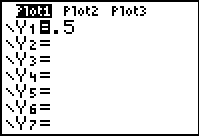 Plot1 Plot2 Plot3
\Y1=.5
\Y2=
\Y3=
\Y4=
\Y5=
\Y6=
\Y7=